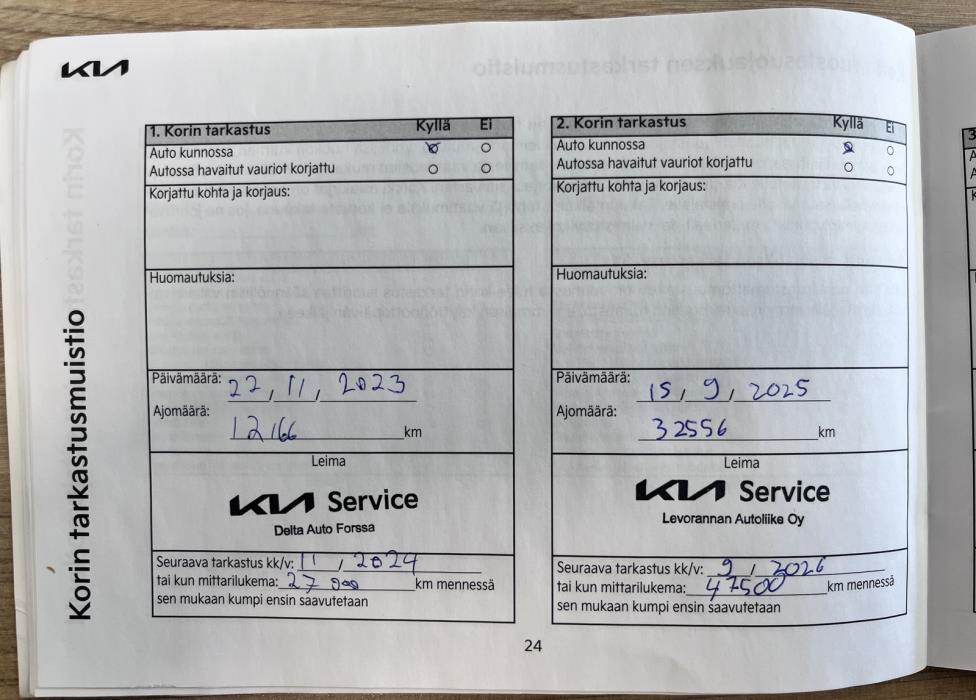 KIA
Korin tarkastusmuistio
1. Korin tarkastus Kyllä Ei
Auto kunnossa
Autossa havaitut vauriot korjattu
Korjattu kohta ja korjaus:
Huomautuksia:
Päivämäärä: 22, 11, 2023
Ajomäärä:
12166 km
Leima
KIA Service
Delta Auto Forssa
Seuraava tarkastus kk/v: 11, 2024
tai kun mittarilukema: 27 000 km mennessä
sen mukaan kumpi ensin saavutetaan
2. Korin tarkastus Kyllä Ei
Auto kunnossa
Autossa havaitut vauriot korjattu
Korjattu kohta ja korjaus:
Huomautuksia:
Päivämäärä: 15, 9, 2025
Ajomäärä:
32556 km
Leima
KIA Service
Levorannan Autoliike Oy
Seuraava tarkastus kk/v: 9, 2026
tai kun mittarilukema: 47500 km mennessä
sen mukaan kumpi ensin saavutetaan
24